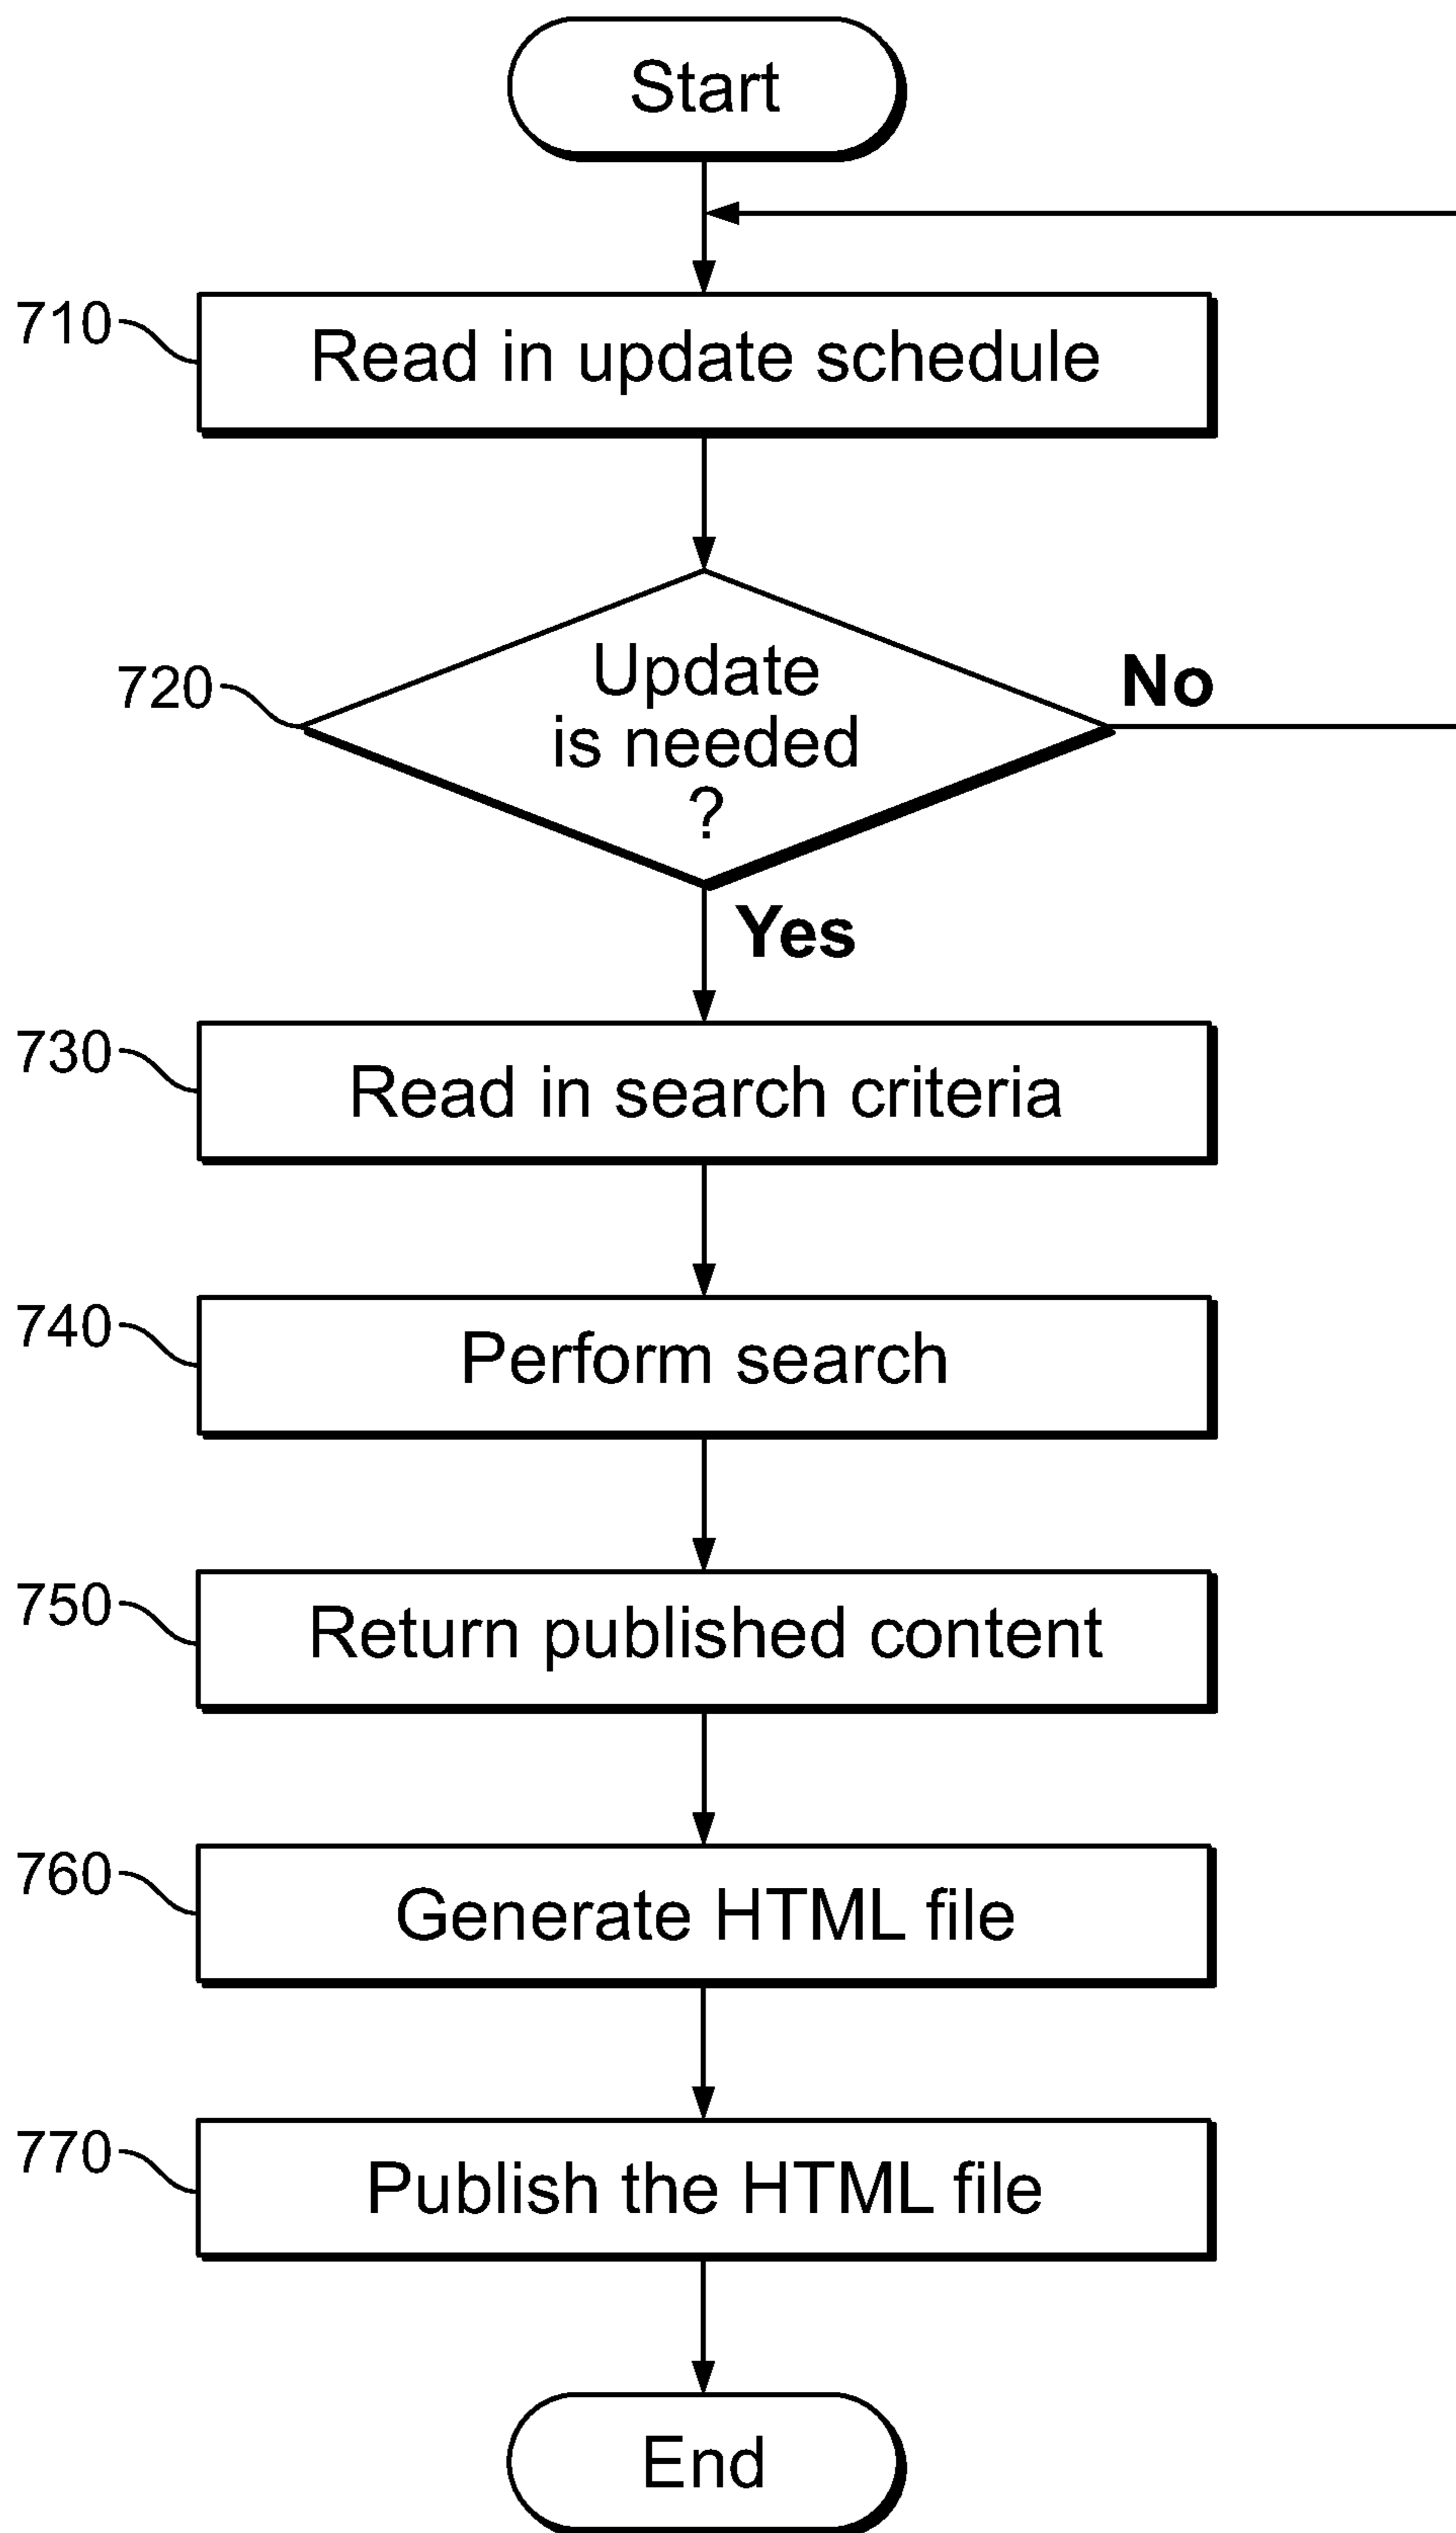 Start
710
Read in update schedule
720
Update
is needed
?
No
Yes
730
Read in search criteria
740
Perform search
750
Return published content
760
Generate HTML file
770
Publish the HTML file
End